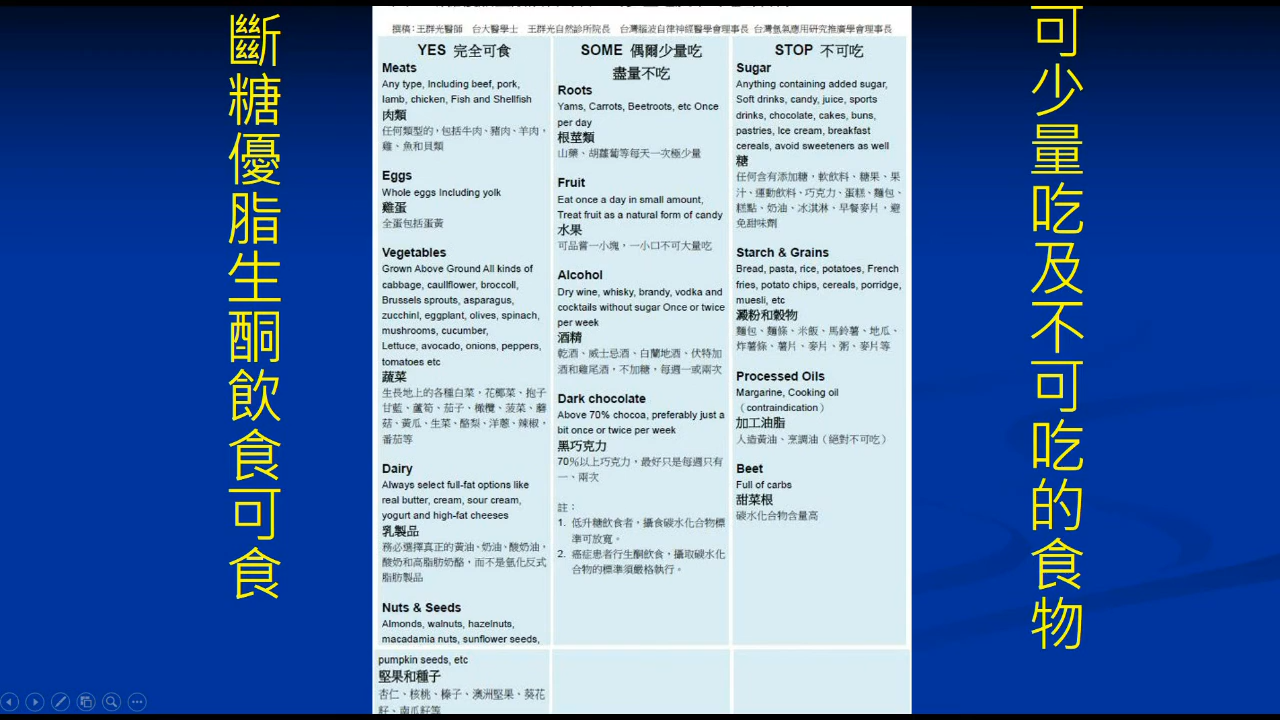 斷糖優脂生酮飲食可食
撰稿：王群光醫師 台大醫學士 王群光自然診所院長 台灣腦波自律神經醫學會理事長 台灣氫氧應用研究推廣學會理事長
YES 完全可食
Meats
Any type, Including beef, pork,
lamb, chicken, Fish and Shellfish
肉類
任何類型的，包括牛肉、豬肉、羊肉，
雞、魚和貝類
Eggs
Whole eggs Including yolk
雞蛋
全蛋包括蛋黃
Vegetables
Grown Above Ground All kinds of
cabbage, caullflower, broccoll,
Brussels sprouts, asparagus,
zucchinl, eggplant, olives, spinach,
mushrooms, cucumber,
Lettuce, avocado, onions, peppers,
tomatoes etc
蔬菜
生長地上的各種白菜，花椰菜、抱子
甘藍、蘆筍、茄子、橄欖、菠菜、蘑
菇、黃瓜、生菜、酪梨、洋蔥、辣椒，
番茄等
Dairy
Always select full-fat options like
real butter, cream, sour cream,
yogurt and high-fat cheeses
乳製品
務必選擇真正的黃油、奶油、酸奶油，
酸奶和高脂肪奶酪，而不是氫化反式
脂肪製品
Nuts & Seeds
Almonds, walnuts, hazelnuts,
macadamia nuts, sunflower seeds,
pumpkin seeds, etc
堅果和種子
杏仁、核桃、榛子、澳洲堅果、葵花
籽、南瓜籽等
SOME 偶爾少量吃
盡量不吃
Roots
Yams, Carrots, Beetroots, etc Once
per day
根莖類
山藥、胡蘿蔔等每天一次極少量
Fruit
Eat once a day in small amount,
Treat fruit as a natural form of candy
水果
可品嘗一小塊，一小口不可大量吃
Alcohol
Dry wine, whisky, brandy, vodka and
cocktails without sugar Once or twice
per week
酒精
乾酒、威士忌酒、白蘭地酒、伏特加
酒和雞尾酒，不加糖，每週一或兩次
Dark chocolate
Above 70% chocoa, preferably just a
bit once or twice per week
黑巧克力
70%以上巧克力，最好只是每週只有
一、兩次
註：
1. 低升糖飲食者，攝食碳水化合物標
準可放寬。
2. 癌症患者行生酮飲食，攝取碳水化
合物的標準須嚴格執行。
STOP 不可吃
Sugar
Anything containing added sugar,
Soft drinks, candy, juice, sports
drinks, chocolate, cakes, buns,
pastries, Ice cream, breakfast
cereals, avoid sweeteners as well
糖
任何含有添加糖，軟飲料、糖果、果
汁、運動飲料、巧克力、蛋糕、麵包、
糕點、奶油、冰淇淋、早餐麥片，避
免甜味劑
Starch & Grains
Bread, pasta, rice, potatoes, French
fries, potato chips, cereals, porridge,
muesli, etc
澱粉和穀物
麵包、麵條、米飯、馬鈴薯、地瓜、
炸薯條、薯片、麥片、粥、麥片等
Processed Oils
Margarine, Cooking oil
（contraindication）
加工油脂
人造黃油、烹調油（絕對不可吃）
Beet
Full of carbs
甜菜根
碳水化合物含量高
可少量吃及不可吃的食物